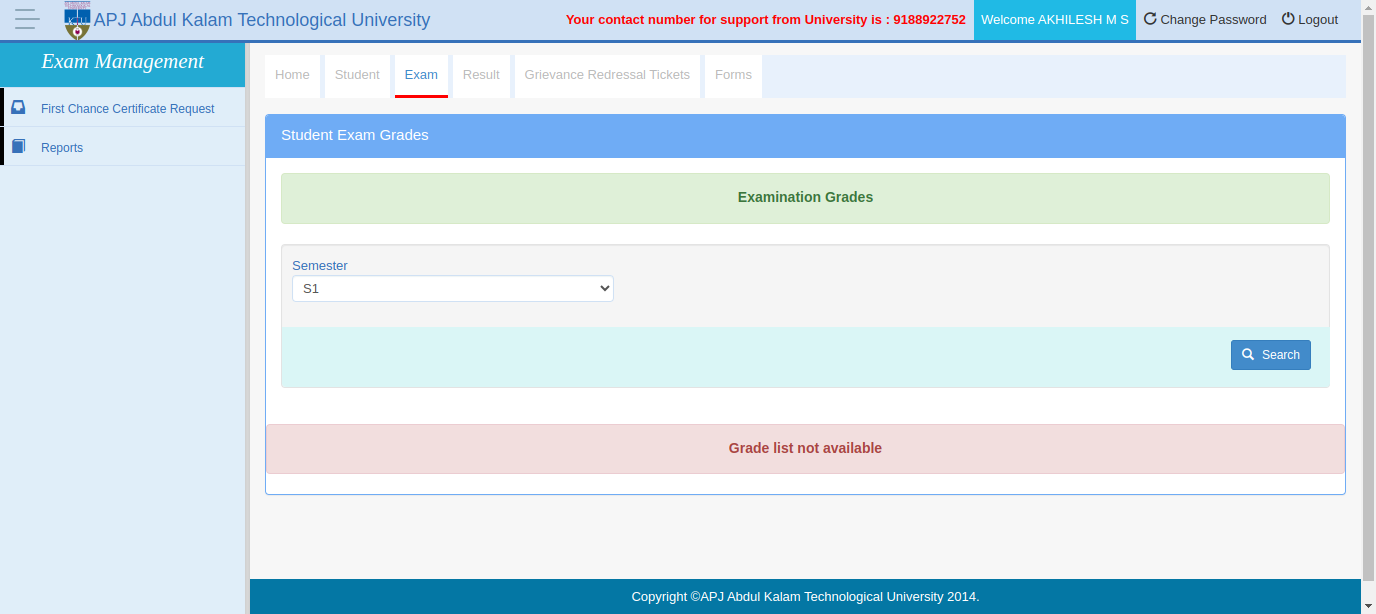 APJ Abdul Kalam Technological University
Your contact number for support from University is : 9188922752
Welcome AKHILESH M S
Change Password
Logout
Exam Management
First Chance Certificate Request
Reports
Home
Student
Exam
Result
Grievance Redressal Tickets
Forms
Student Exam Grades
Examination Grades
Semester
S1
Search
Grade list not available
Copyright ©APJ Abdul Kalam Technological University 2014.